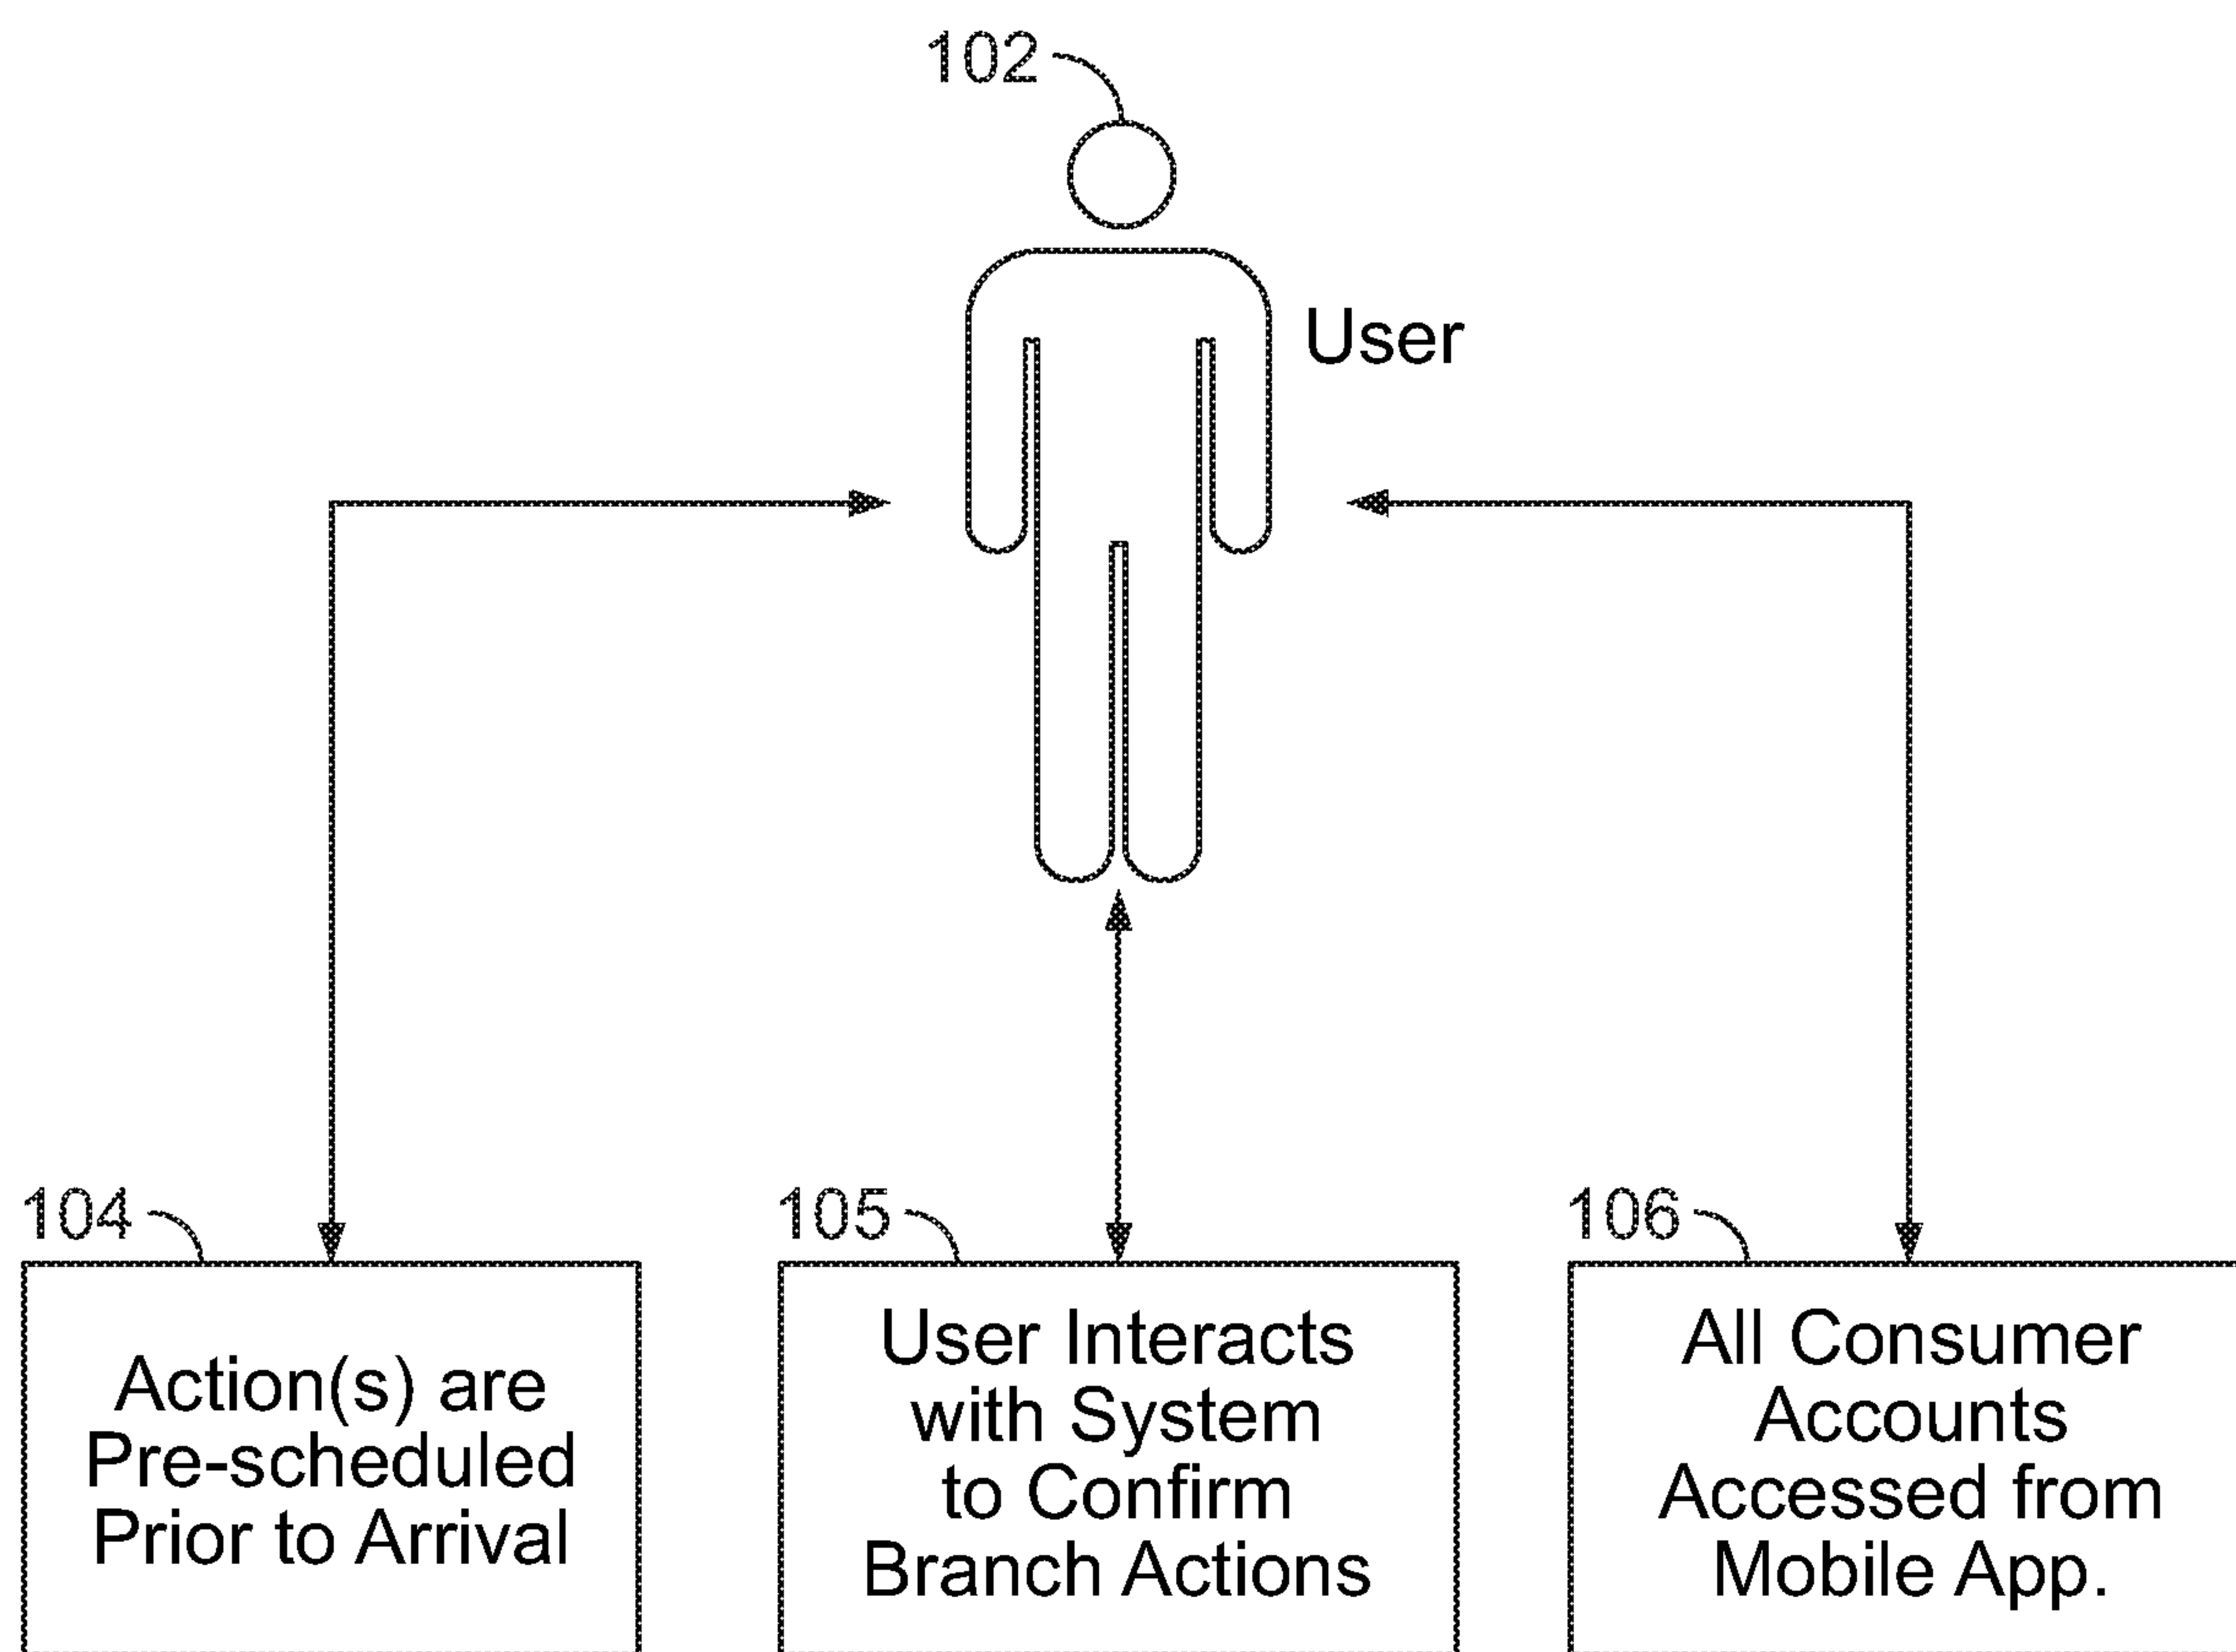 102
User
104
Action(s) are
Pre-scheduled
Prior to Arrival
105
User Interacts
with System
to Confirm
Branch Actions
106
All Consumer
Accounts
Accessed from
Mobile App.